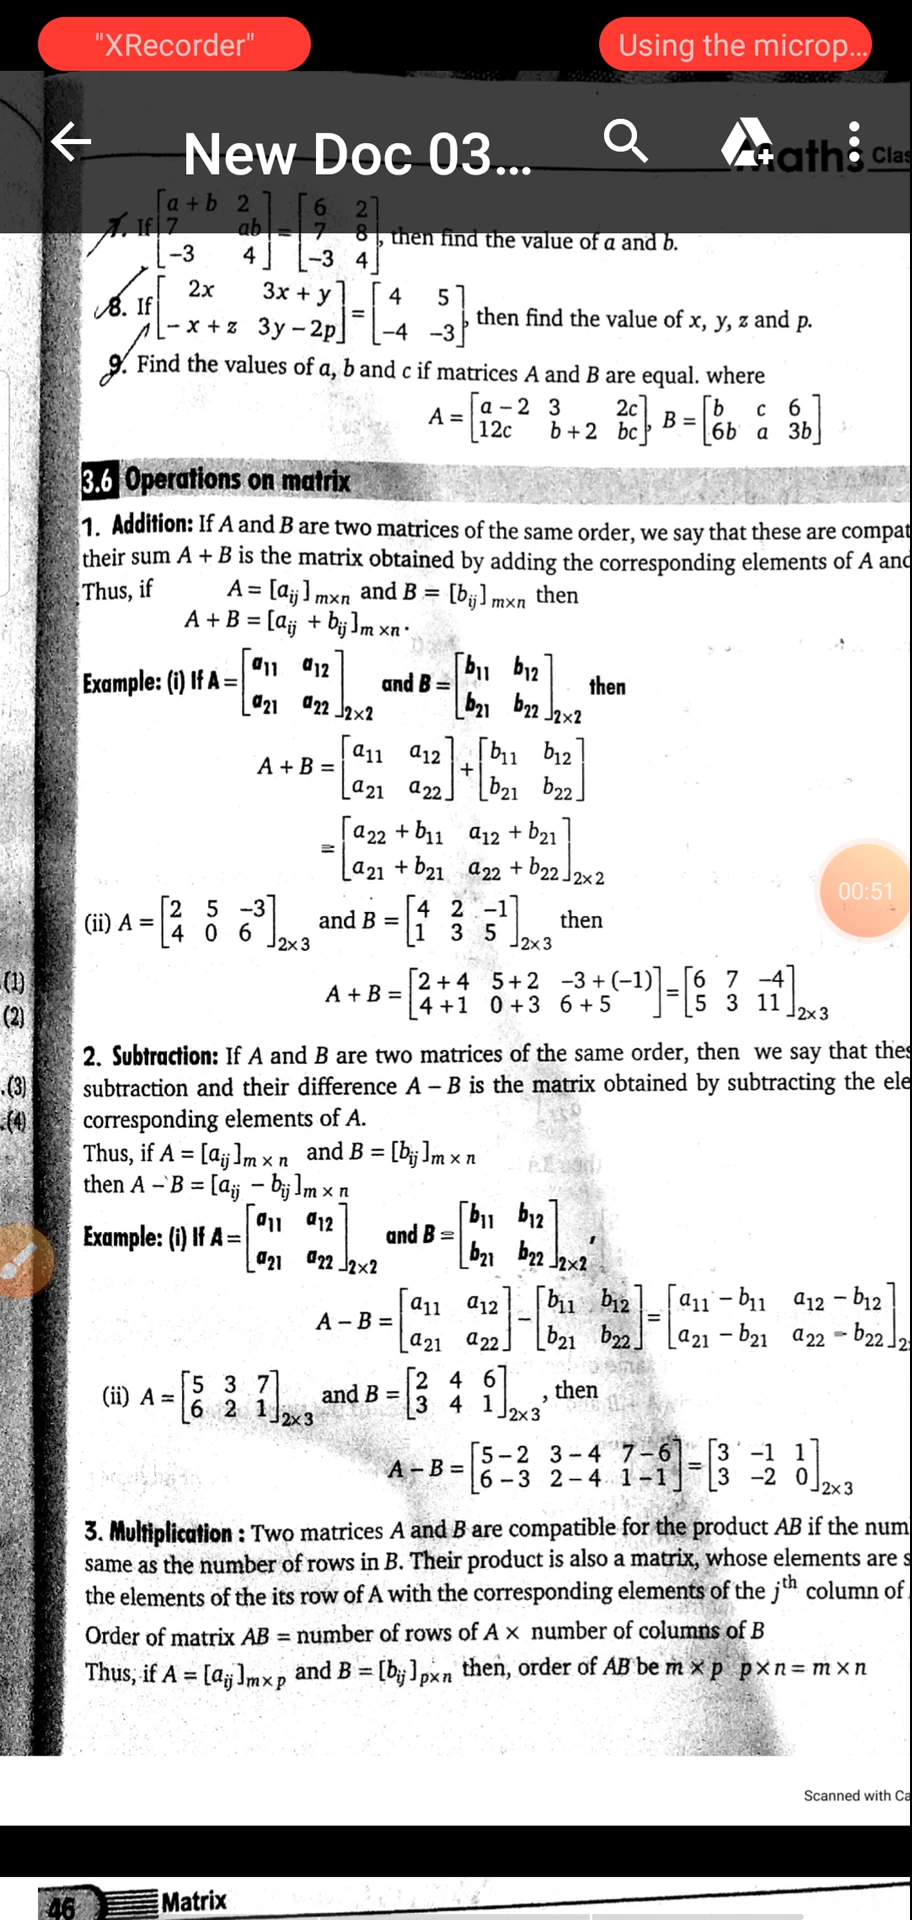 "XRecorder" Using the microp...
New Doc 03... Maths Clas
7. If [a + b 2; 7 ab; -3 4] = [6 2; 7 8; -3 4], then find the value of a and b.
8. If [2x 3x + y; - x + z 3y - 2p] = [4 5; -4 -3], then find the value of x, y, z and p.
9. Find the values of a, b and c if matrices A and B are equal. where
A = [a - 2 3 2c; 12c b + 2 bc], B = [b c 6; 6b a 3b]
3.6 Operations on matrix
1. Addition: If A and B are two matrices of the same order, we say that these are compat
their sum A + B is the matrix obtained by adding the corresponding elements of A and
Thus, if A = [aij]m×n and B = [bij]m×n then
A + B = [aij + bij]m×n.
Example: (i) If A = [a11 a12; a21 a22]2×2 and B = [b11 b12; b21 b22]2×2 then
A + B = [a11 a12; a21 a22] + [b11 b12; b21 b22]
= [a22 + b11 a12 + b21; a21 + b21 a22 + b22]2×2
00:51
(ii) A = [2 5 -3; 4 0 6]2×3 and B = [4 2 -1; 1 3 5]2×3 then
(1)
A + B = [2 + 4 5 + 2 -3 + (-1); 4 + 1 0 + 3 6 + 5] = [6 7 -4; 5 3 11]2×3
(2)
2. Subtraction: If A and B are two matrices of the same order, then we say that thes
.(3) subtraction and their difference A - B is the matrix obtained by subtracting the ele
.(4) corresponding elements of A.
Thus, if A = [aij]m×n and B = [bij]m×n
then A - B = [aij - bij]m×n
Example: (i) If A = [a11 a12; a21 a22]2×2 and B = [b11 b12; b21 b22]2×2,
A - B = [a11 a12; a21 a22] - [b11 b12; b21 b22] = [a11 - b11 a12 - b12; a21 - b21 a22 - b22]2
(ii) A = [5 3 7; 6 2 1]2×3 and B = [2 4 6; 3 4 1]2×3, then
A - B = [5 - 2 3 - 4 7 - 6; 6 - 3 2 - 4 1 - 1] = [3 -1 1; 3 -2 0]2×3
3. Multiplication : Two matrices A and B are compatible for the product AB if the num
same as the number of rows in B. Their product is also a matrix, whose elements are s
the elements of the its row of A with the corresponding elements of the jth column of
Order of matrix AB = number of rows of A × number of columns of B
Thus, if A = [aij]m×p and B = [bij]p×n then, order of AB be m × p p × n = m × n
Scanned with Ca
46 Matrix